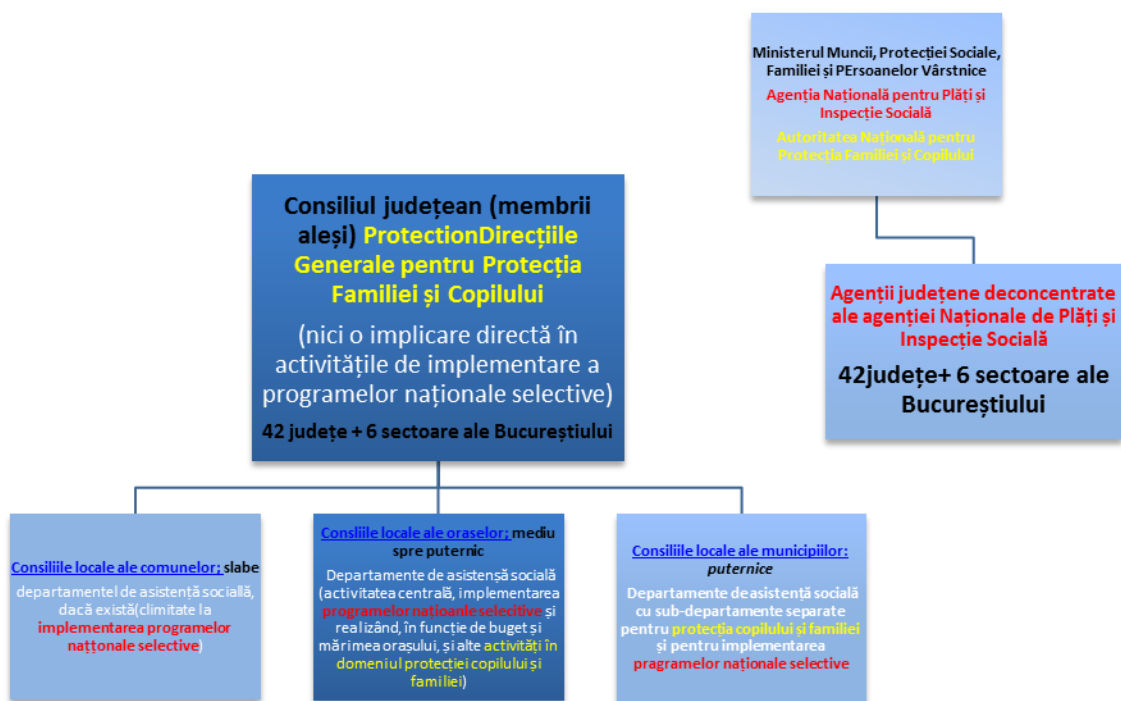 Ministerul Muncii, Protecției Sociale,
Familiei și PErsoanelor Vârstnice
Agenția Națională pentru Plăți și
Inspecție Socială
Autoritatea Națională pentru
Protecția Familiei și Copilului
Consiliul județean (membrii
aleși) ProtectionDirecțiile
Generale pentru Protecția
Familiei și Copilului
(nici o implicare directă în
activitățile de implementare a
programelor naționale selective)
42 județe + 6 sectoare ale Bucureștiului
Agenții județene deconcentrate
ale agenției Naționale de Plăți și
Inspecție Socială
42județe+ 6 sectoare ale
Bucureștiului
Consliile locale ale comunelor; slabe
departamentel de asistență socială,
dacă există(climitate la
implementarea programelor
națțonale selective)
Consliile locale ale oraselor; mediu
spre puternic
Departamente de asistensă socială
(activitatea centrală, implementarea
programelor națioanle selecitive și
realizând, în funcție de buget și
mărimea orașului, și alte activități în
domeniul protecției copilului și
familiei)
Consiliile locale ale municipiilor:
puternice
Departamente de asistență socială
cu sub-departamente separate
pentru protecția copilului și familiei
și pentru implementarea
pragramelor naționale selective